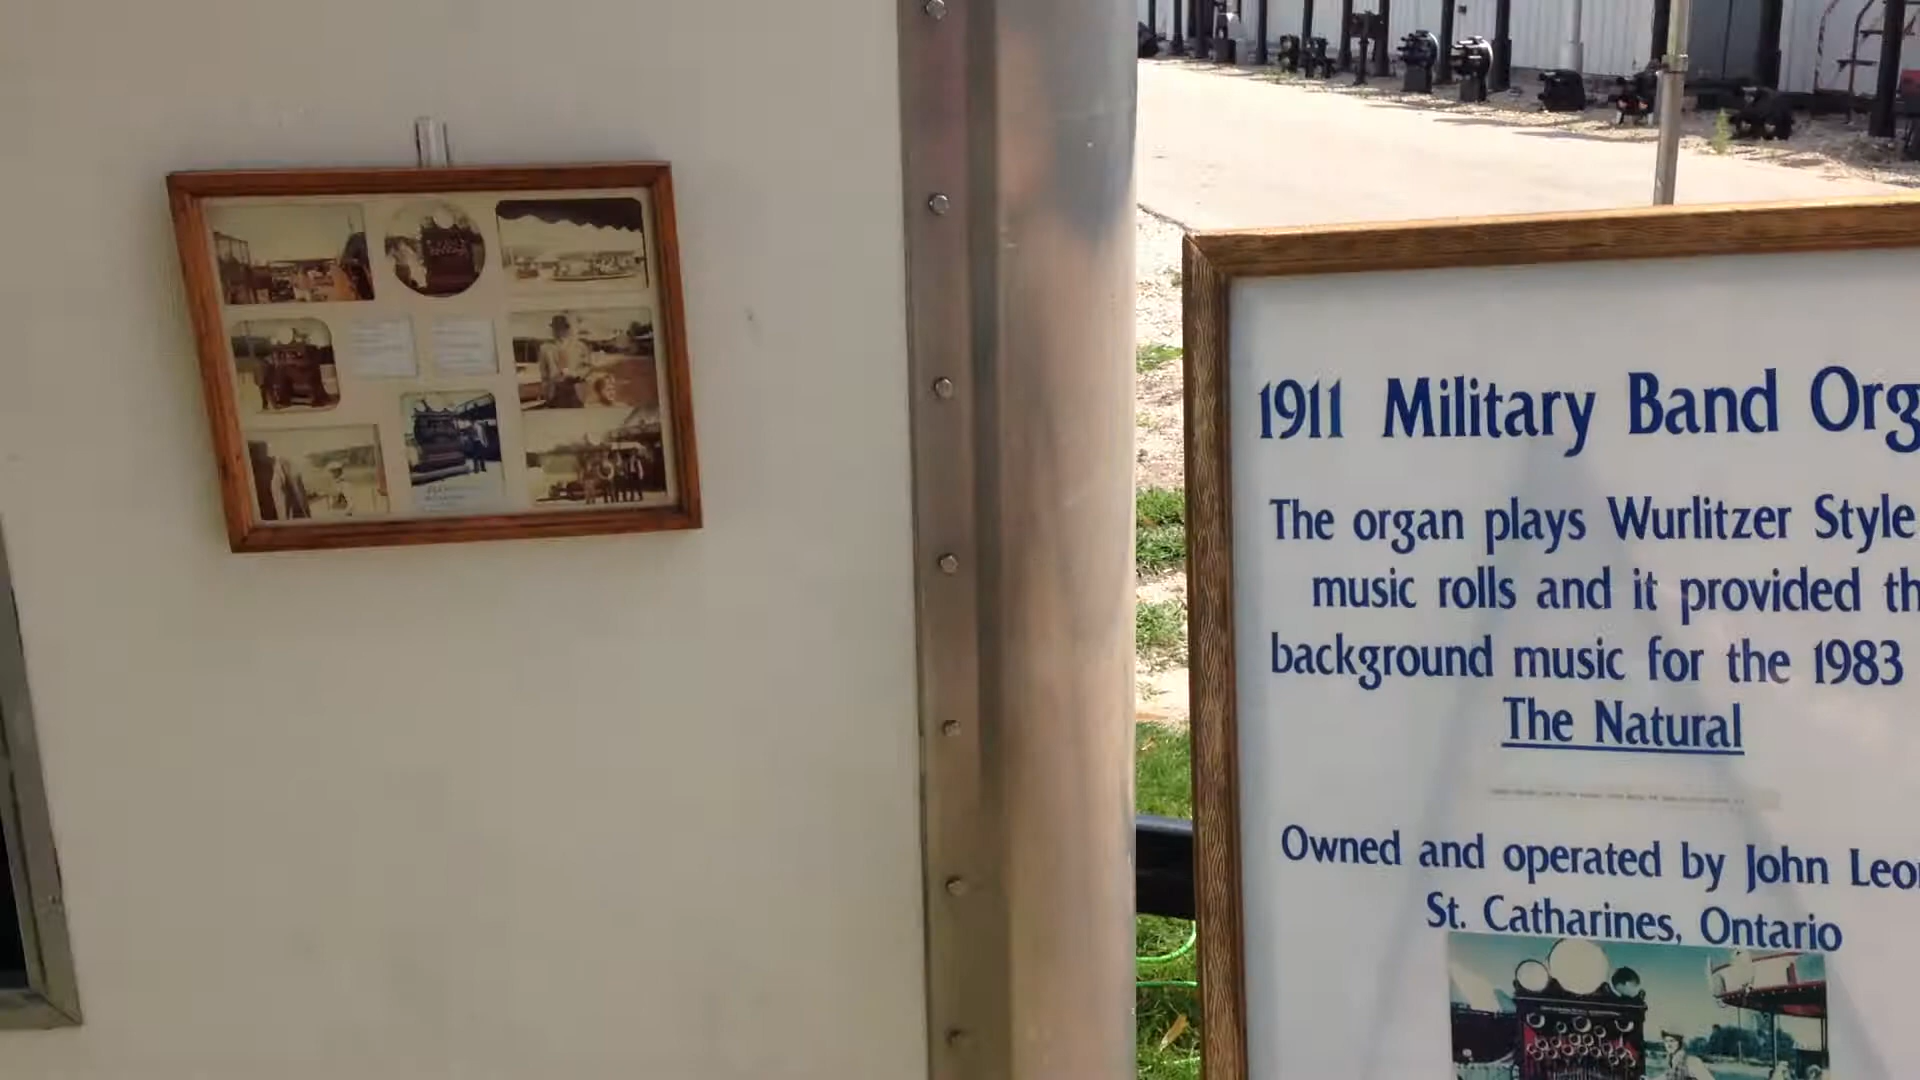 1911 Military Band Org
The organ plays Wurlitzer Style
music rolls and it provided th
background music for the 1983
The Natural
Owned and operated by John Leo
St. Catharines, Ontario